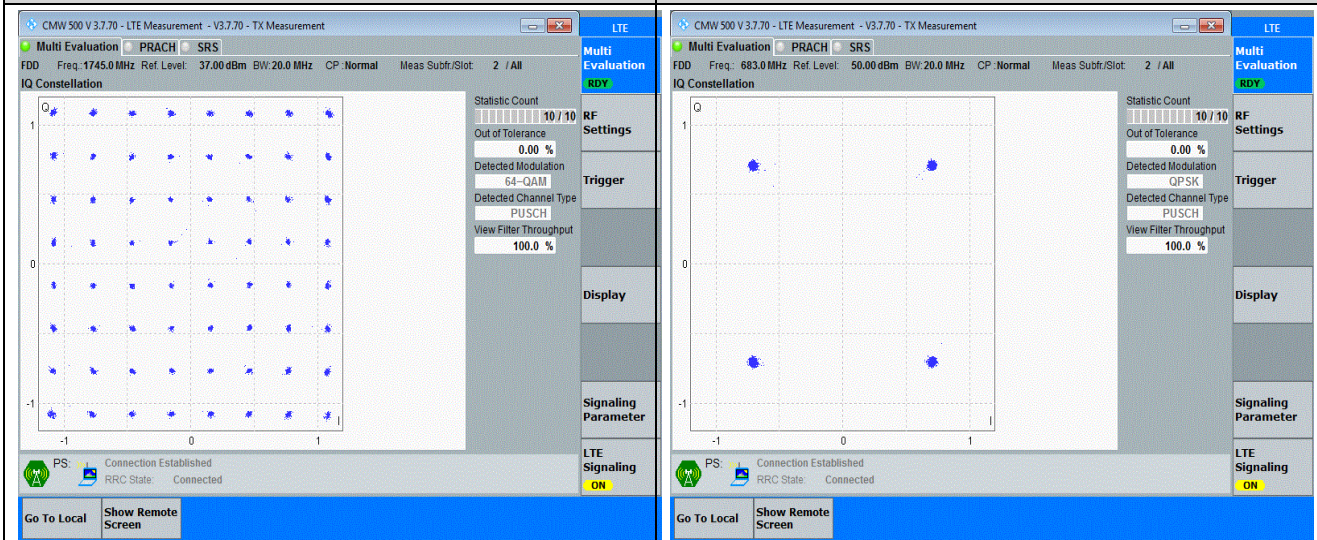 CMW 500 V 3.7.70 - LTE Measurement - V3.7.70 - TX Measurement
LTE
Multi Evaluation PRACH SRS
Multi
Evaluation
RDY
FDD Freq.: 1745.0 MHz Ref. Level: 37.00 dBm BW: 20.0 MHz CP : Normal Meas Subfr./Slot: 2 / All
IQ Constellation
Q
1
0
-1
-1 0 1
I
Statistic Count
10 / 10
Out of Tolerance
0.00 %
Detected Modulation
64-QAM
Detected Channel Type
PUSCH
View Filter Throughput
100.0 %
RF
Settings
Trigger
Display
Signaling
Parameter
LTE
Signaling
ON
PS: Connection Established
RRC State: Connected
Go To Local
Show Remote
Screen
CMW 500 V 3.7.70 - LTE Measurement - V3.7.70 - TX Measurement
LTE
Multi Evaluation PRACH SRS
Multi
Evaluation
RDY
FDD Freq.: 683.0 MHz Ref. Level: 50.00 dBm BW: 20.0 MHz CP : Normal Meas Subfr./Slot: 2 / All
IQ Constellation
Q
1
0
-1
-1 0 1
I
Statistic Count
10 / 10
Out of Tolerance
0.00 %
Detected Modulation
QPSK
Detected Channel Type
PUSCH
View Filter Throughput
100.0 %
RF
Settings
Trigger
Display
Signaling
Parameter
LTE
Signaling
ON
PS: Connection Established
RRC State: Connected
Go To Local
Show Remote
Screen